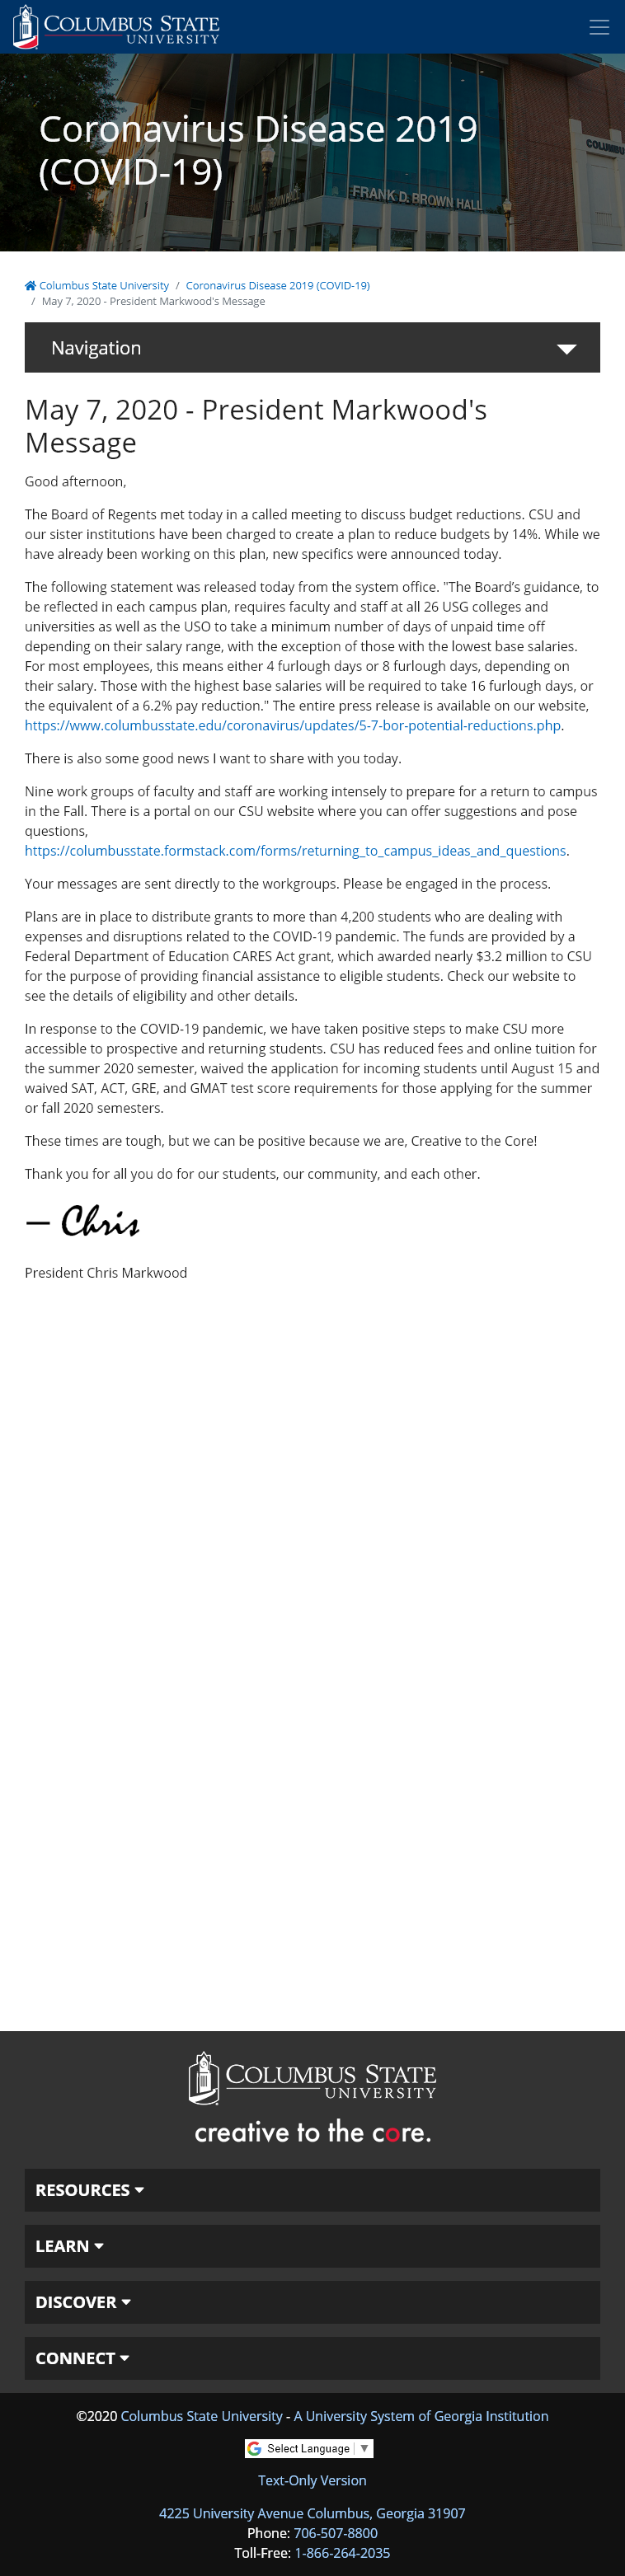 COLUMBUS STATE
UNIVERSITY
Coronavirus Disease 2019
(COVID-19)
FRANK D. BROWN HALL
COLUMBUS
Columbus State University / Coronavirus Disease 2019 (COVID-19)
/ May 7, 2020 - President Markwood's Message
Navigation
May 7, 2020 - President Markwood's
Message
Good afternoon,
The Board of Regents met today in a called meeting to discuss budget reductions. CSU and
our sister institutions have been charged to create a plan to reduce budgets by 14%. While we
have already been working on this plan, new specifics were announced today.
The following statement was released today from the system office. "The Board’s guidance, to
be reflected in each campus plan, requires faculty and staff at all 26 USG colleges and
universities as well as the USO to take a minimum number of days of unpaid time off
depending on their salary range, with the exception of those with the lowest base salaries.
For most employees, this means either 4 furlough days or 8 furlough days, depending on
their salary. Those with the highest base salaries will be required to take 16 furlough days, or
the equivalent of a 6.2% pay reduction." The entire press release is available on our website,
https://www.columbusstate.edu/coronavirus/updates/5-7-bor-potential-reductions.php.
There is also some good news I want to share with you today.
Nine work groups of faculty and staff are working intensely to prepare for a return to campus
in the Fall. There is a portal on our CSU website where you can offer suggestions and pose
questions,
https://columbusstate.formstack.com/forms/returning_to_campus_ideas_and_questions.
Your messages are sent directly to the workgroups. Please be engaged in the process.
Plans are in place to distribute grants to more than 4,200 students who are dealing with
expenses and disruptions related to the COVID-19 pandemic. The funds are provided by a
Federal Department of Education CARES Act grant, which awarded nearly $3.2 million to CSU
for the purpose of providing financial assistance to eligible students. Check our website to
see the details of eligibility and other details.
In response to the COVID-19 pandemic, we have taken positive steps to make CSU more
accessible to prospective and returning students. CSU has reduced fees and online tuition for
the summer 2020 semester, waived the application for incoming students until August 15 and
waived SAT, ACT, GRE, and GMAT test score requirements for those applying for the summer
or fall 2020 semesters.
These times are tough, but we can be positive because we are, Creative to the Core!
Thank you for all you do for our students, our community, and each other.
— Chris
President Chris Markwood
COLUMBUS STATE
UNIVERSITY
creative to the core.
RESOURCES
LEARN
DISCOVER
CONNECT
©2020 Columbus State University - A University System of Georgia Institution
Select Language ▼
Text-Only Version
4225 University Avenue Columbus, Georgia 31907
Phone: 706-507-8800
Toll-Free: 1-866-264-2035